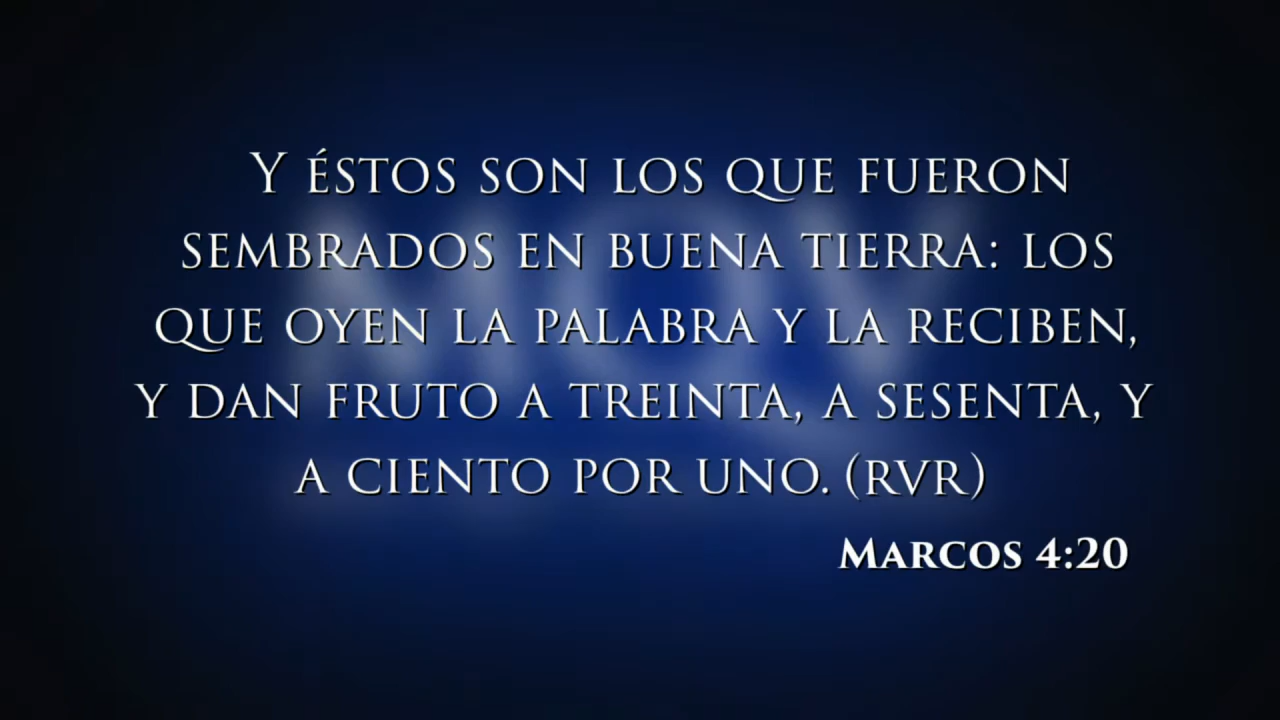 Y ÉSTOS SON LOS QUE FUERON
SEMBRADOS EN BUENA TIERRA: LOS
QUE OYEN LA PALABRA Y LA RECIBEN,
Y DAN FRUTO A TREINTA, A SESENTA, Y
A CIENTO POR UNO. (RVR)
MARCOS 4:20